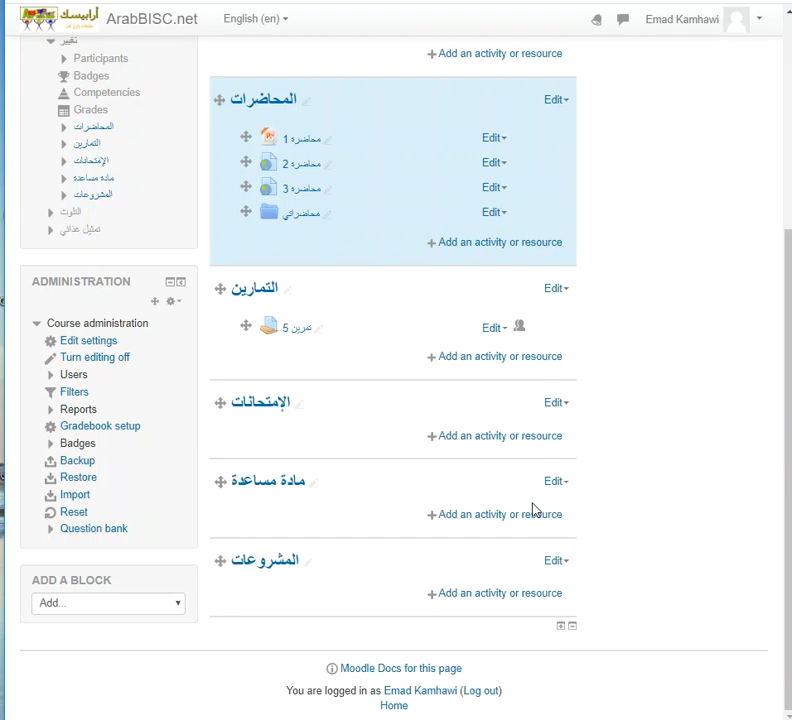 أرابيسك
ArabBISC.net
English (en)
Emad Kamhawi
تغيير
Participants
Badges
Competencies
Grades
المحاضرات
التمارين
الإمتحانات
مادة مساعدة
المشروعات
التلوث
تمثيل غذائي
ADMINISTRATION
Course administration
Edit settings
Turn editing off
Users
Filters
Reports
Gradebook setup
Badges
Backup
Restore
Import
Reset
Question bank
ADD A BLOCK
Add...
Add an activity or resource
المحاضرات
Edit
محاضرة 1
Edit
محاضرة 2
Edit
محاضرة 3
Edit
محاضراتي
Edit
Add an activity or resource
التمارين
Edit
تمرين 5
Edit
Add an activity or resource
الإمتحانات
Edit
Add an activity or resource
مادة مساعدة
Edit
Add an activity or resource
المشروعات
Edit
Add an activity or resource
Moodle Docs for this page
You are logged in as Emad Kamhawi (Log out)
Home